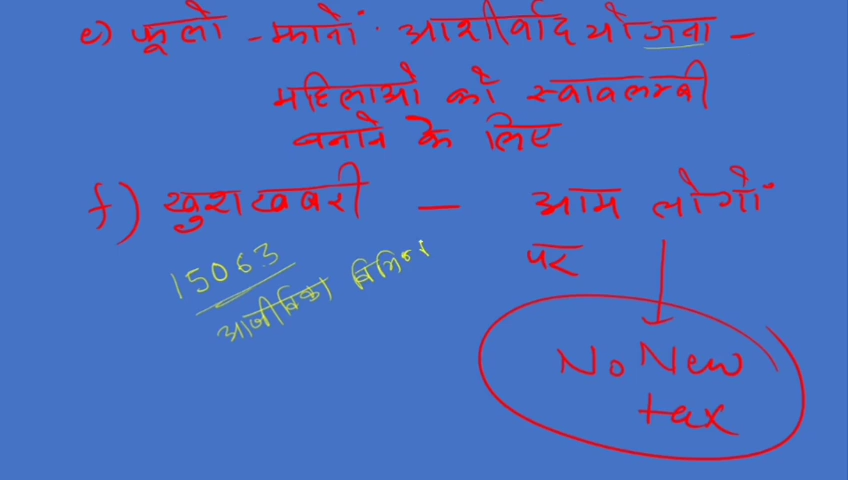 e) फूलो - झानो आशीर्वाद योजना -
महिलाओं को स्वावलम्बी
बनाने के लिए
f) खुशखबरी - आम लोगों
पर
15063
आजीविका
No New
tax